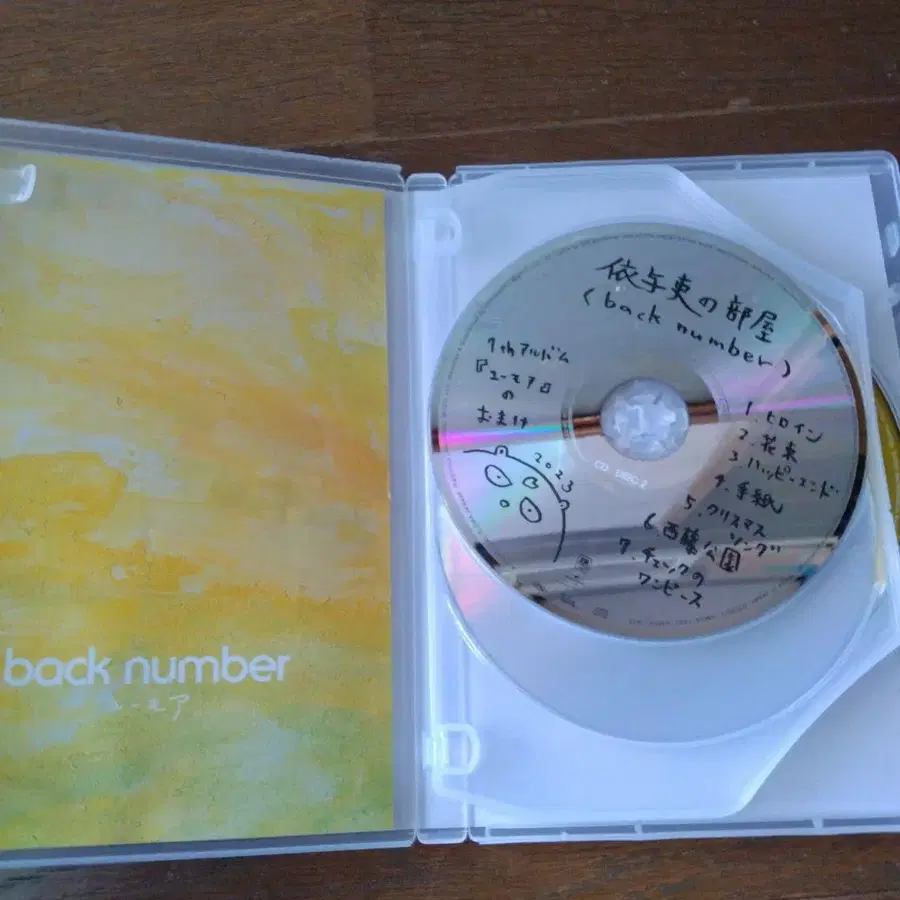 back number
ユーモア
依与吏の部屋
(back number)
7thアルバム
『ユーモア』
の
おまけ
2023
CD DISC-2
1. ヒロイン
2. 花束
3. ハッピーエンド
4. 手紙
5. クリスマス
ソング
6. 西藤公園
7. チェックの
ワンピース